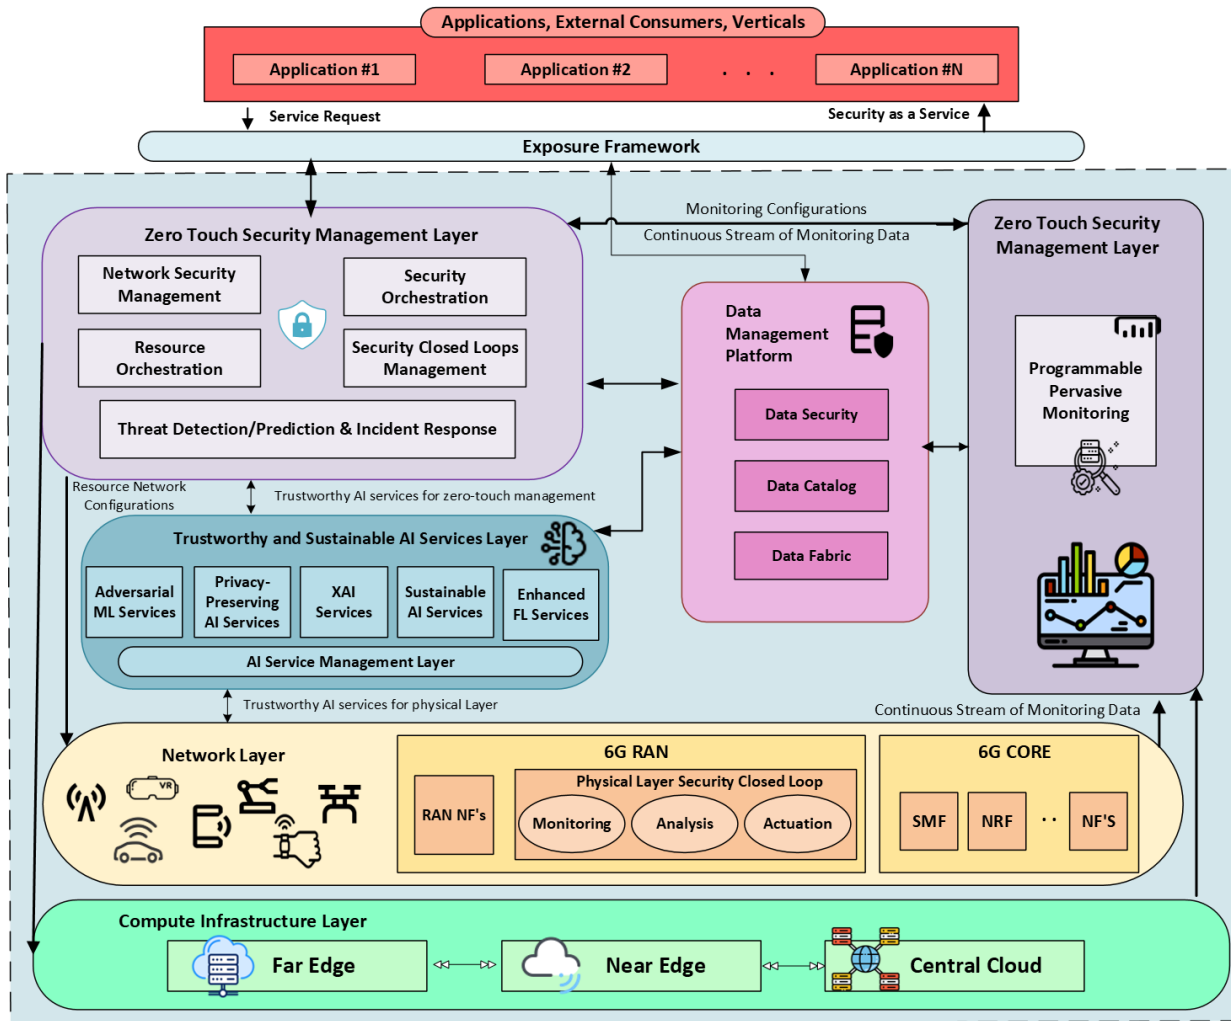 Applications, External Consumers, Verticals
Application #1
Application #2
. . .
Application #N
Service Request
Security as a Service
Exposure Framework
Zero Touch Security Management Layer
Network Security
Management
Security
Orchestration
Resource
Orchestration
Security Closed Loops
Management
Threat Detection/Prediction & Incident Response
Monitoring Configurations
Continuous Stream of Monitoring Data
Zero Touch Security
Management Layer
Programmable
Pervasive
Monitoring
Data
Management
Platform
Data Security
Data Catalog
Data Fabric
Resource Network
Configurations
Trustworthy AI services for zero-touch management
Trustworthy and Sustainable AI Services Layer
Adversarial
ML Services
Privacy-
Preserving
AI Services
XAI
Services
Sustainable
AI Services
Enhanced
FL Services
AI Service Management Layer
Trustworthy AI services for physical Layer
Continuous Stream of Monitoring Data
Network Layer
VR
6G RAN
RAN NF's
Physical Layer Security Closed Loop
Monitoring
Analysis
Actuation
6G CORE
SMF
NRF
. .
NF'S
Compute Infrastructure Layer
Far Edge
Near Edge
Central Cloud